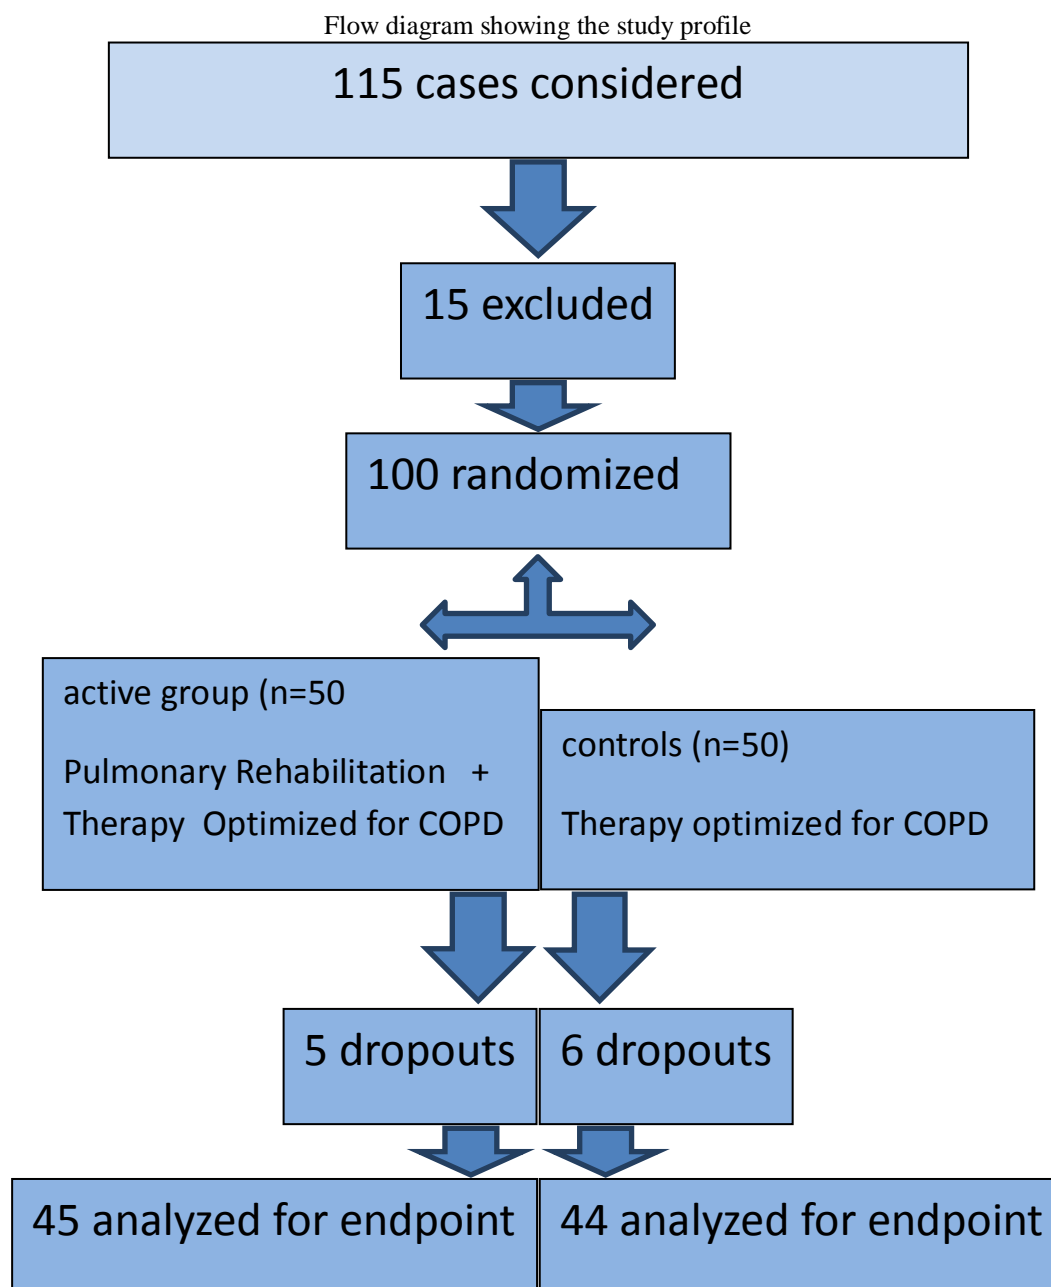 Flow diagram showing the study profile
115 cases considered
15 excluded
100 randomized
active group (n=50
Pulmonary Rehabilitation +
Therapy Optimized for COPD
controls (n=50)
Therapy optimized for COPD
5 dropouts
6 dropouts
45 analyzed for endpoint
44 analyzed for endpoint